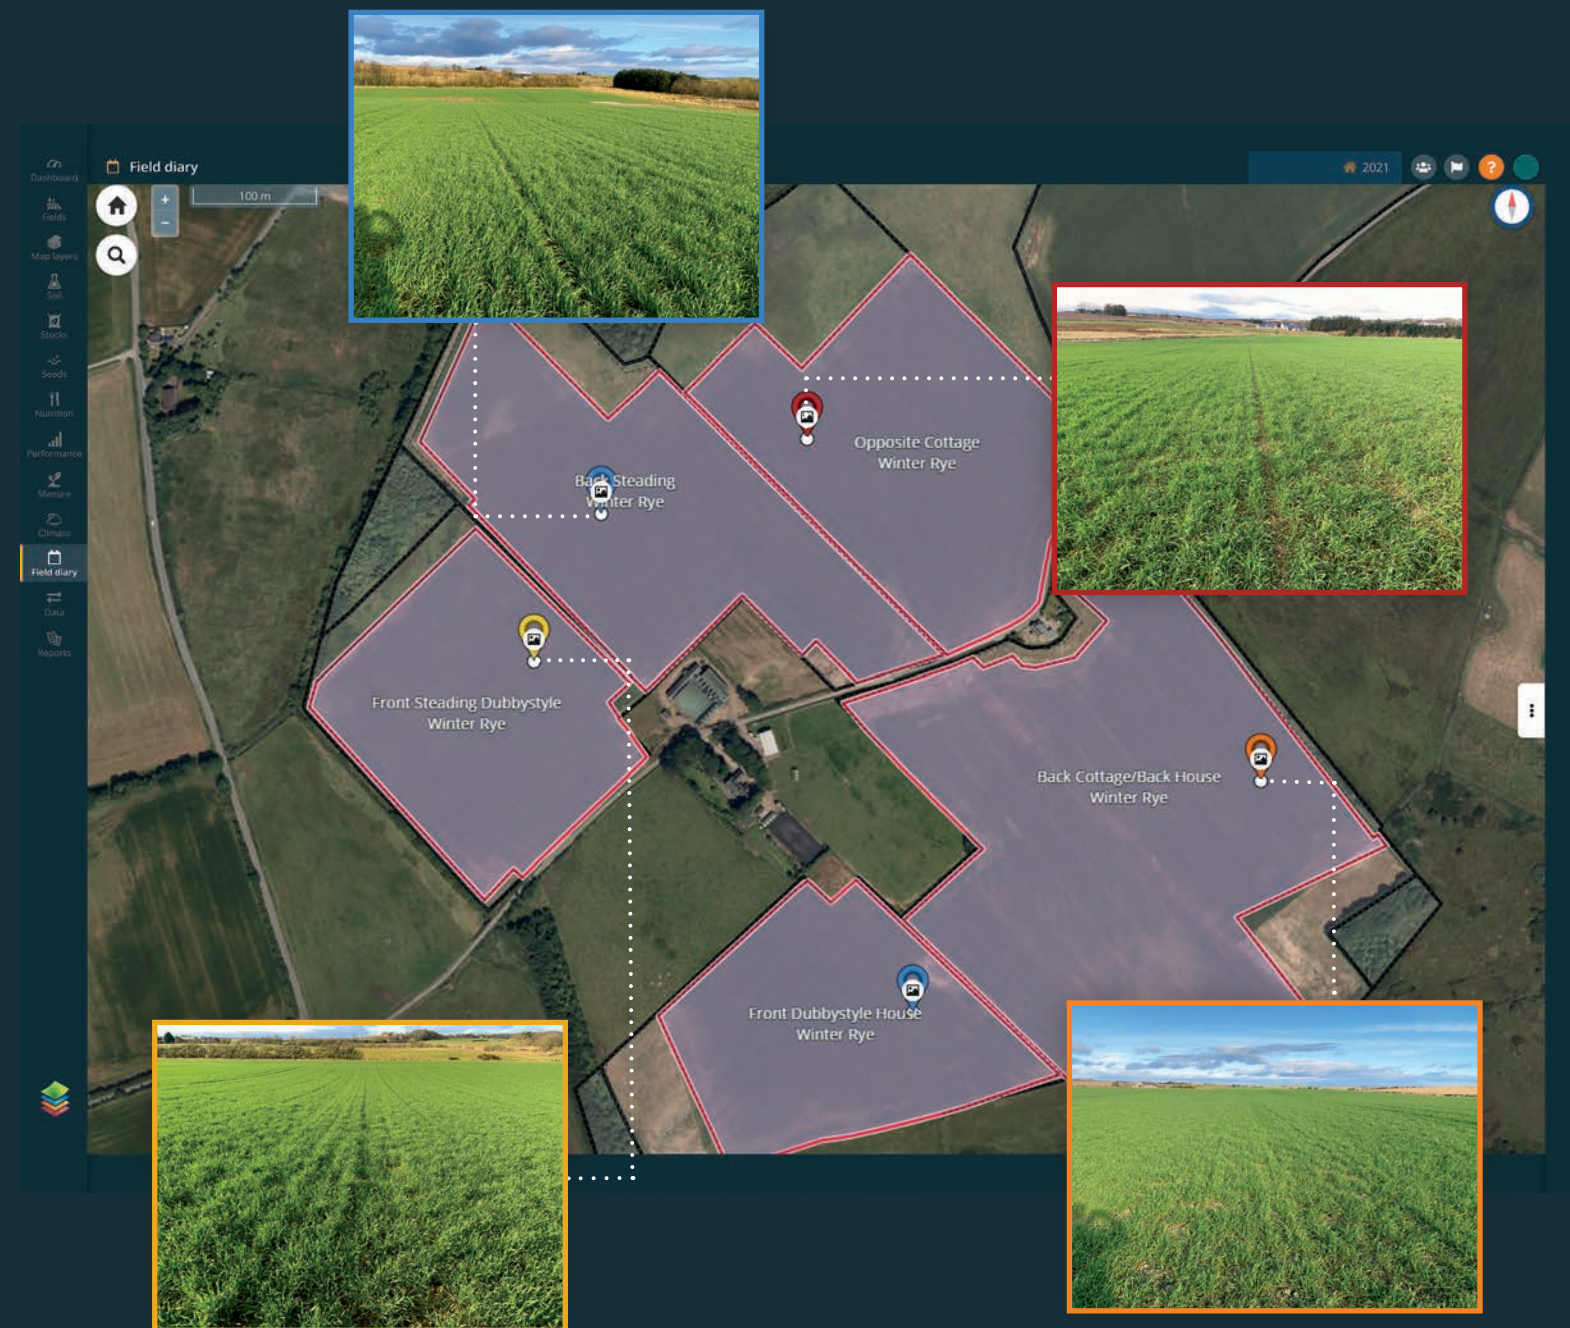 Field diary
2021
?
Dashboard
Fields
Map layers
Soil
Stocks
Seeds
Nutrition
Performance
Manure
Climate
Field diary
Data
Reports
+
−
100 m
Back Steading
Winter Rye
Opposite Cottage
Winter Rye
Front Steading Dubbystyle
Winter Rye
Back Cottage/Back House
Winter Rye
Front Dubbystyle House
Winter Rye